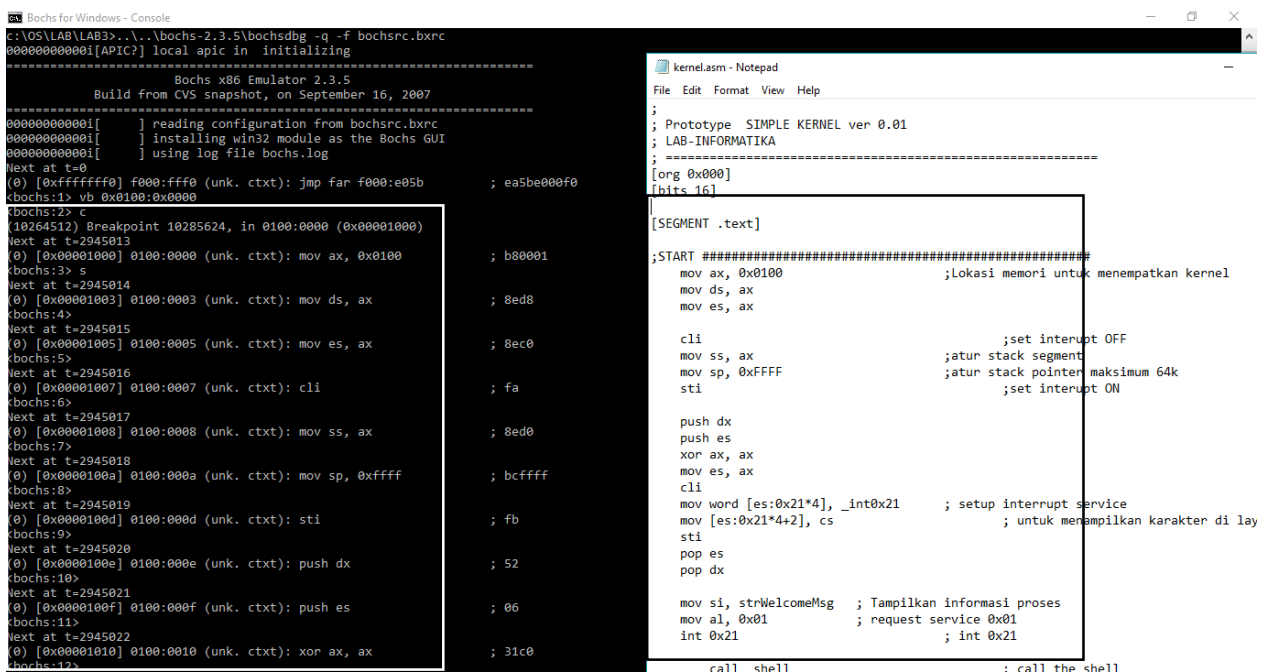 Bochs for Windows - Console
c:\OS\LAB\LAB3>..\..\bochs-2.3.5\bochsdbg -q -f bochsrc.bxrc
00000000000i[APIC?] local apic in  initializing
========================================================================
Bochs x86 Emulator 2.3.5
Build from CVS snapshot, on September 16, 2007
========================================================================
00000000000i[     ] reading configuration from bochsrc.bxrc
00000000000i[     ] installing win32 module as the Bochs GUI
00000000000i[     ] using log file bochs.log
Next at t=0
(0) [0xfffffff0] f000:fff0 (unk. ctxt): jmp far f000:e05b         ; ea5be000f0
<bochs:1> vb 0x0100:0x0000
<bochs:2> c
(10264512) Breakpoint 10285624, in 0100:0000 (0x00001000)
Next at t=2945013
(0) [0x00001000] 0100:0000 (unk. ctxt): mov ax, 0x0100            ; b80001
<bochs:3> s
Next at t=2945014
(0) [0x00001003] 0100:0003 (unk. ctxt): mov ds, ax                ; 8ed8
<bochs:4>
Next at t=2945015
(0) [0x00001005] 0100:0005 (unk. ctxt): mov es, ax                ; 8ec0
<bochs:5>
Next at t=2945016
(0) [0x00001007] 0100:0007 (unk. ctxt): cli                       ; fa
<bochs:6>
Next at t=2945017
(0) [0x00001008] 0100:0008 (unk. ctxt): mov ss, ax                ; 8ed0
<bochs:7>
Next at t=2945018
(0) [0x0000100a] 0100:000a (unk. ctxt): mov sp, 0xffff            ; bcffff
<bochs:8>
Next at t=2945019
(0) [0x0000100d] 0100:000d (unk. ctxt): sti                       ; fb
<bochs:9>
Next at t=2945020
(0) [0x0000100e] 0100:000e (unk. ctxt): push dx                   ; 52
<bochs:10>
Next at t=2945021
(0) [0x0000100f] 0100:000f (unk. ctxt): push es                   ; 06
<bochs:11>
Next at t=2945022
(0) [0x00001010] 0100:0010 (unk. ctxt): xor ax, ax                ; 31c0
<bochs:12>
kernel.asm - Notepad
File Edit Format View Help
;
; Prototype  SIMPLE KERNEL ver 0.01
; LAB-INFORMATIKA
; ===========================================================
[org 0x000]
[bits 16]
[SEGMENT .text]
;START #####################################################
mov ax, 0x0100                      ;Lokasi memori untuk menempatkan kernel
mov ds, ax
mov es, ax
cli                                         ;set interupt OFF
mov ss, ax                          ;atur stack segment
mov sp, 0xFFFF                      ;atur stack pointer maksimum 64k
sti                                         ;set interupt ON
push dx
push es
xor ax, ax
mov es, ax
cli
mov word [es:0x21*4], _int0x21      ; setup interrupt service
mov [es:0x21*4+2], cs                       ; untuk menampilkan karakter di lay
sti
pop es
pop dx
mov si, strWelcomeMsg   ; Tampilkan informasi proses
mov al, 0x01            ; request service 0x01
int 0x21                            ; int 0x21
call  shell                             ; call the shell